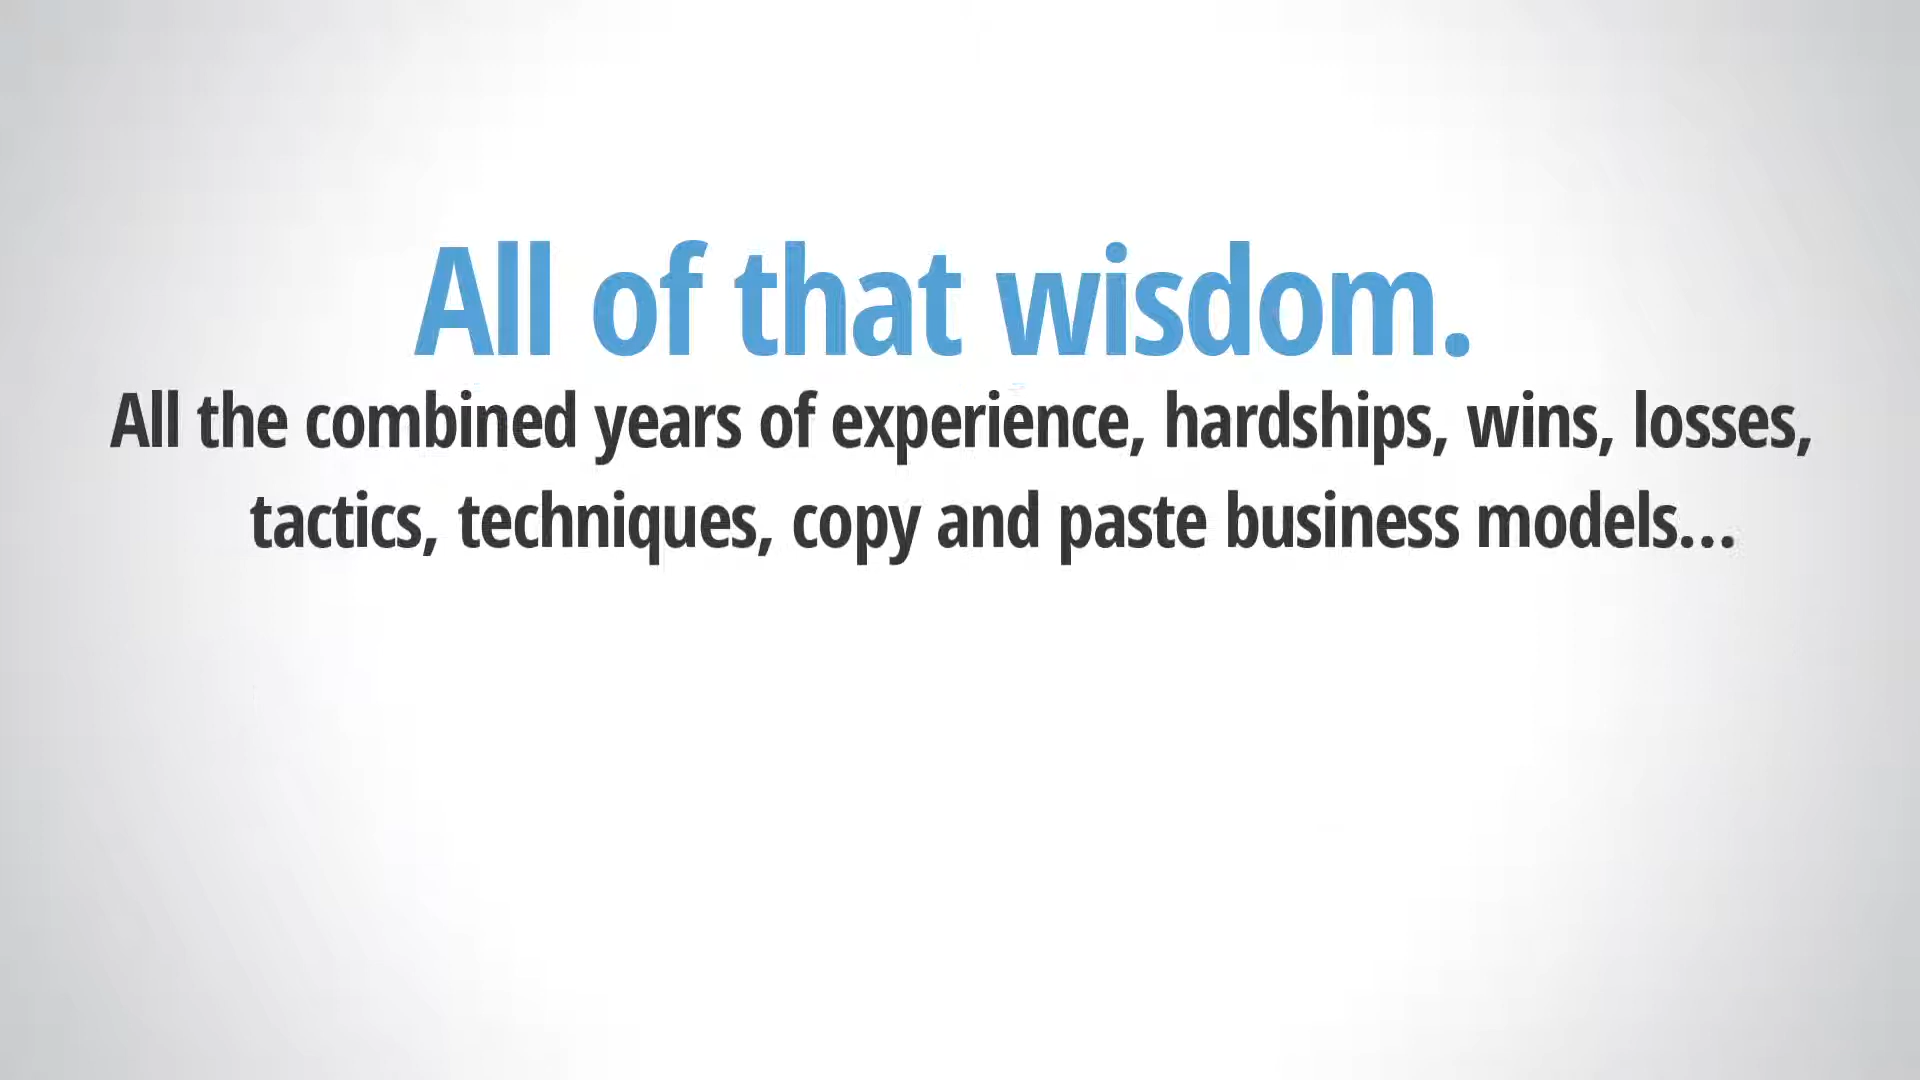 All of that wisdom.
All the combined years of experience, hardships, wins, losses,
tactics, techniques, copy and paste business models...